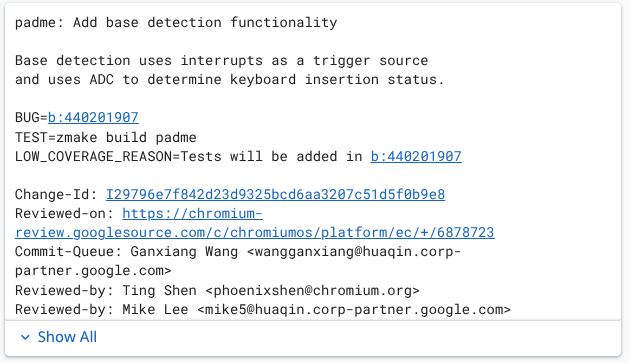 padme: Add base detection functionality
Base detection uses interrupts as a trigger source
and uses ADC to determine keyboard insertion status.
BUG=b:440201907
TEST=zmake build padme
LOW_COVERAGE_REASON=Tests will be added in b:440201907
Change-Id: I29796e7f842d23d9325bcd6aa3207c51d5f0b9e8
Reviewed-on: https://chromium-
review.googlesource.com/c/chromiumos/platform/ec/+/6878723
Commit-Queue: Ganxiang Wang <wangganxiang@huaqin.corp-
partner.google.com>
Reviewed-by: Ting Shen <phoenixshen@chromium.org>
Reviewed-by: Mike Lee <mike5@huaqin.corp-partner.google.com>
Show All